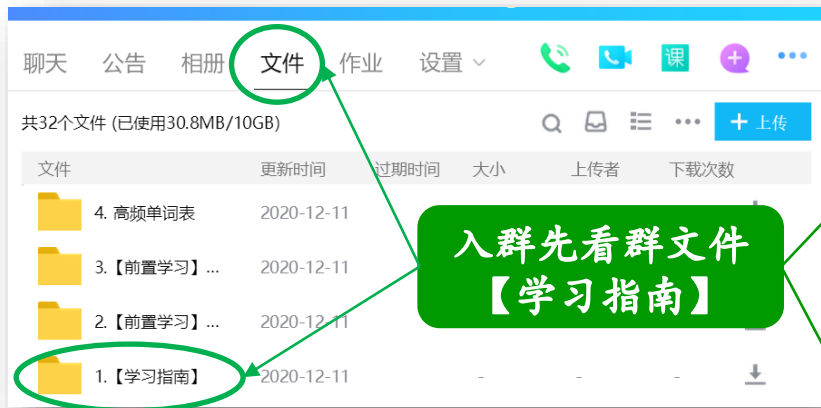 聊天 公告 相册 文件 作业 设置 课
共32个文件 (已使用30.8MB/10GB) 上传
文件 更新时间 过期时间 大小 上传者 下载次数
4. 高频单词表 2020-12-11
3.【前置学习】... 2020-12-11
2.【前置学习】... 2020-12-11
1.【学习指南】 2020-12-11 - - -
入群先看群文件
【学习指南】